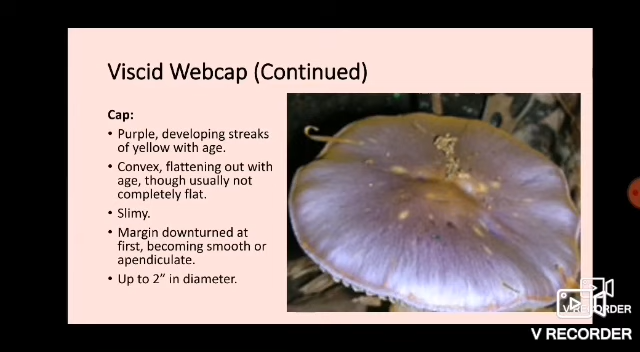 Viscid Webcap (Continued)
Cap:
• Purple, developing streaks
of yellow with age.
• Convex, flattening out with
age, though usually not
completely flat.
• Slimy.
• Margin downturned at
first, becoming smooth or
apendiculate.
• Up to 2” in diameter.
V RECORDER
V RECORDER